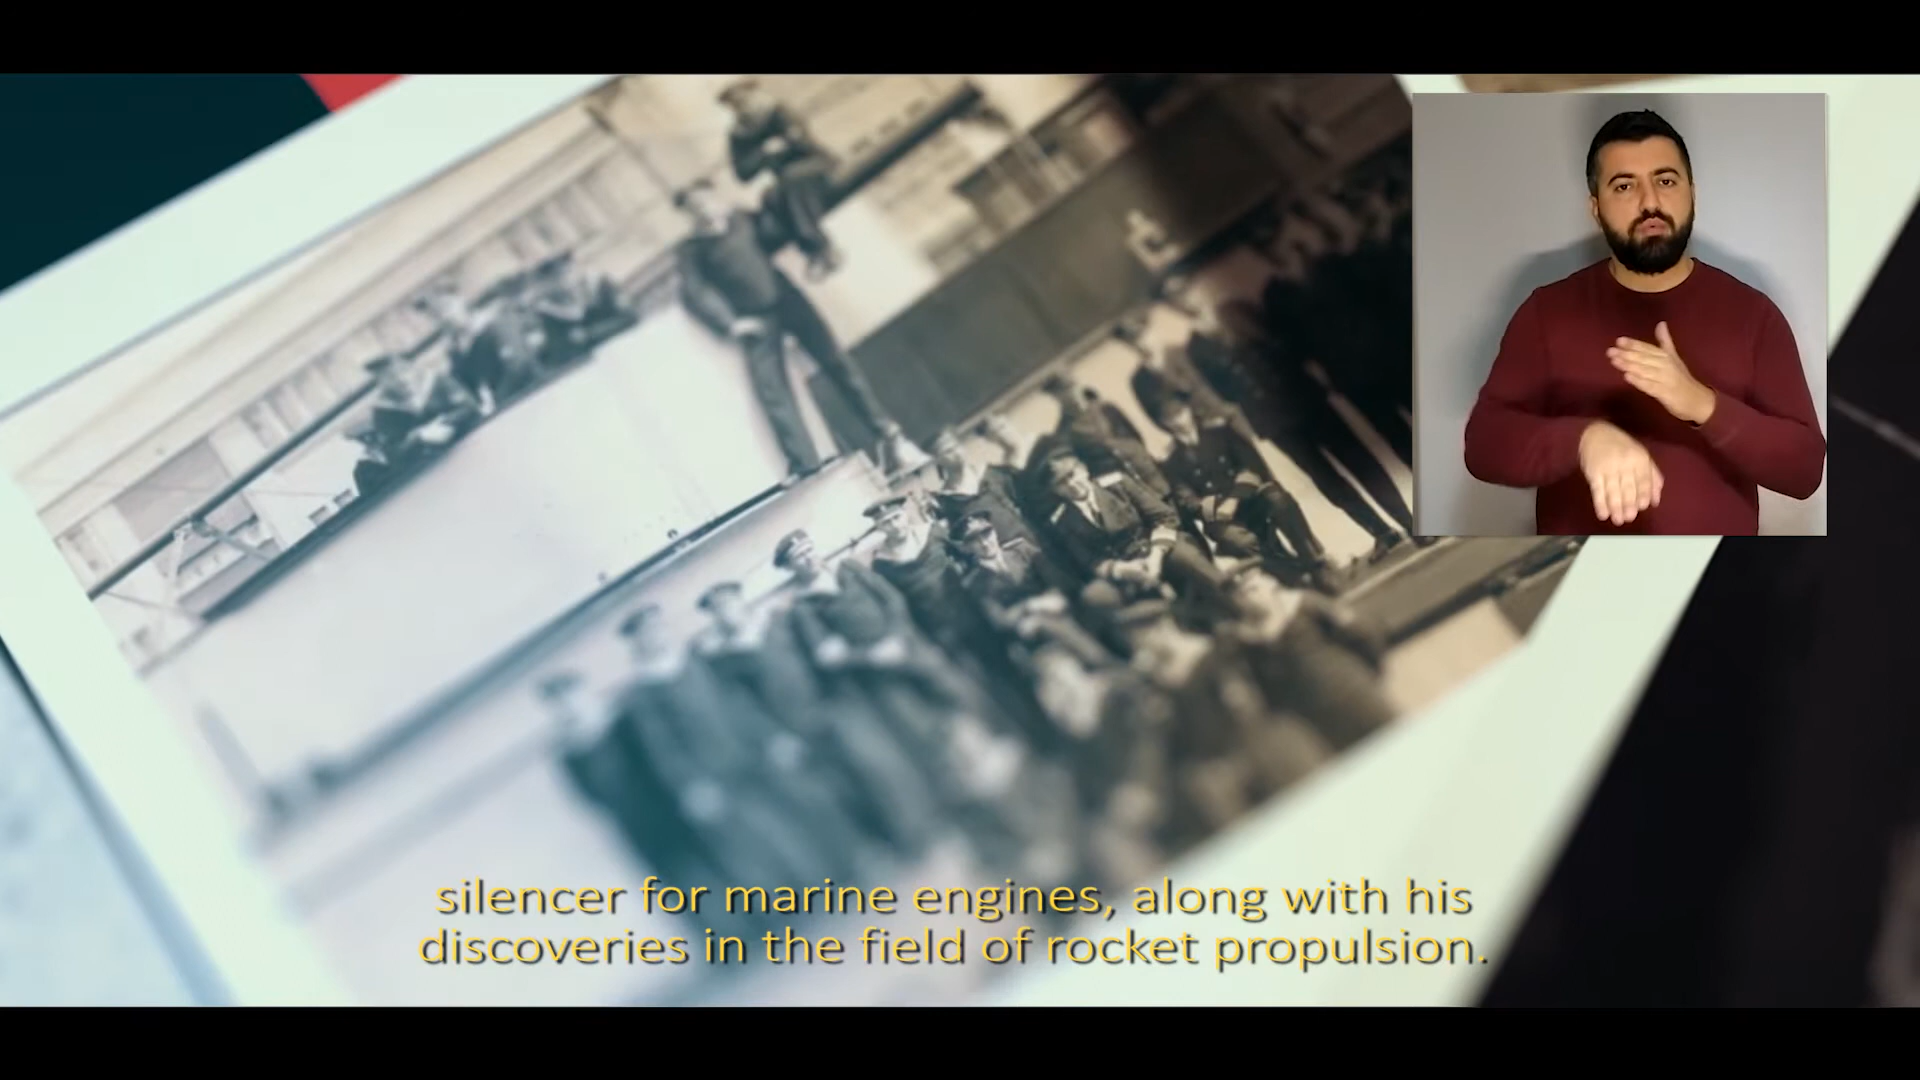 silencer for marine engines, along with his
discoveries in the field of rocket propulsion.